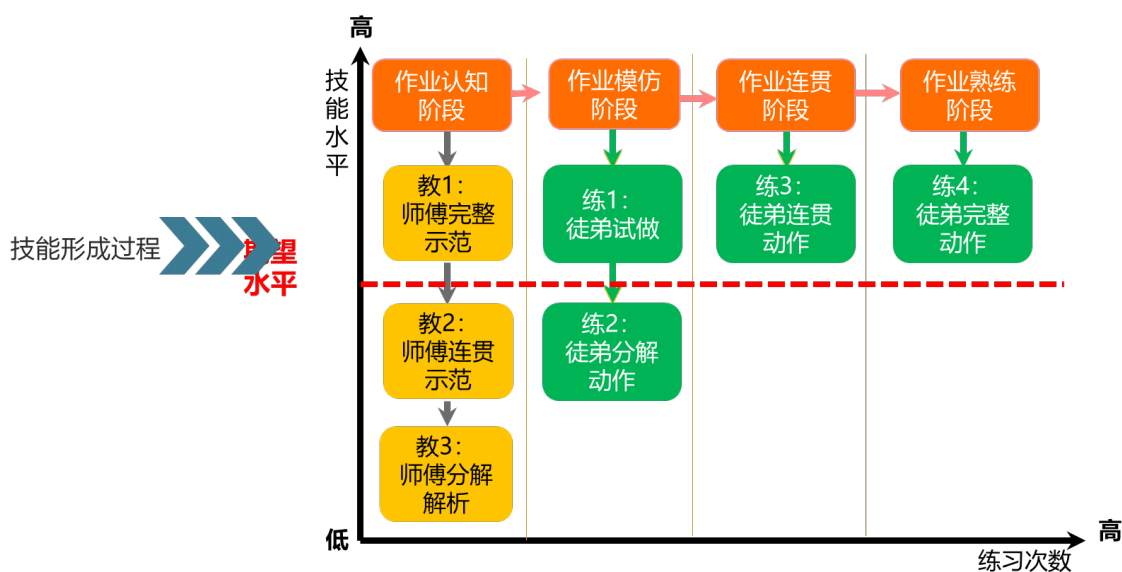 高
技
能
水
平
作业认知
阶段
作业模仿
阶段
作业连贯
阶段
作业熟练
阶段
教1：
师傅完整
示范
练1：
徒弟试做
练3：
徒弟连贯
动作
练4：
徒弟完整
动作
技能形成过程
期望
水平
教2：
师傅连贯
示范
练2：
徒弟分解
动作
教3：
师傅分解
解析
低
高
练习次数